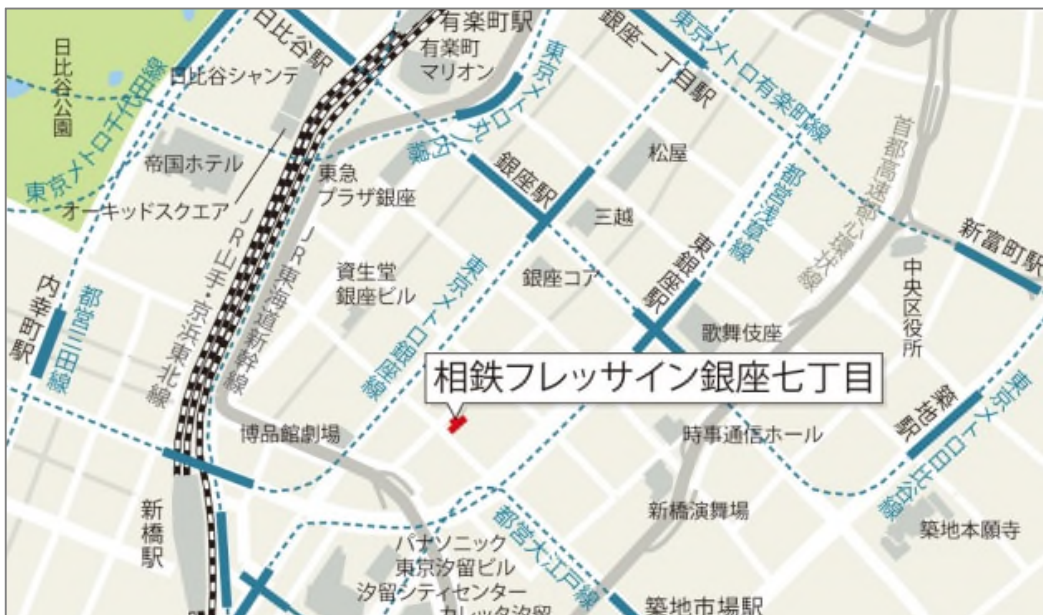 有楽町駅
有楽町
マリオン
日比谷駅
日比谷公園
日比谷シャンテ
東京メトロ千代田線
帝国ホテル
オーキッドスクエア
東急
プラザ銀座
東京メトロ丸ノ内線
銀座一丁目駅
東京メトロ有楽町線
松屋
銀座駅
三越
都営浅草線
首都高速都心環状線
新富町駅
中央区役所
東銀座駅
銀座コア
歌舞伎座
資生堂
銀座ビル
東京メトロ銀座線
JR東海道新幹線
JR山手・京浜東北線
内幸町駅
都営三田線
相鉄フレッサイン銀座七丁目
博品館劇場
時事通信ホール
築地駅
東京メトロ日比谷線
新橋演舞場
築地本願寺
新橋駅
都営大江戸線
パナソニック
東京汐留ビル
汐留シティセンター
カレッタ汐留
築地市場駅